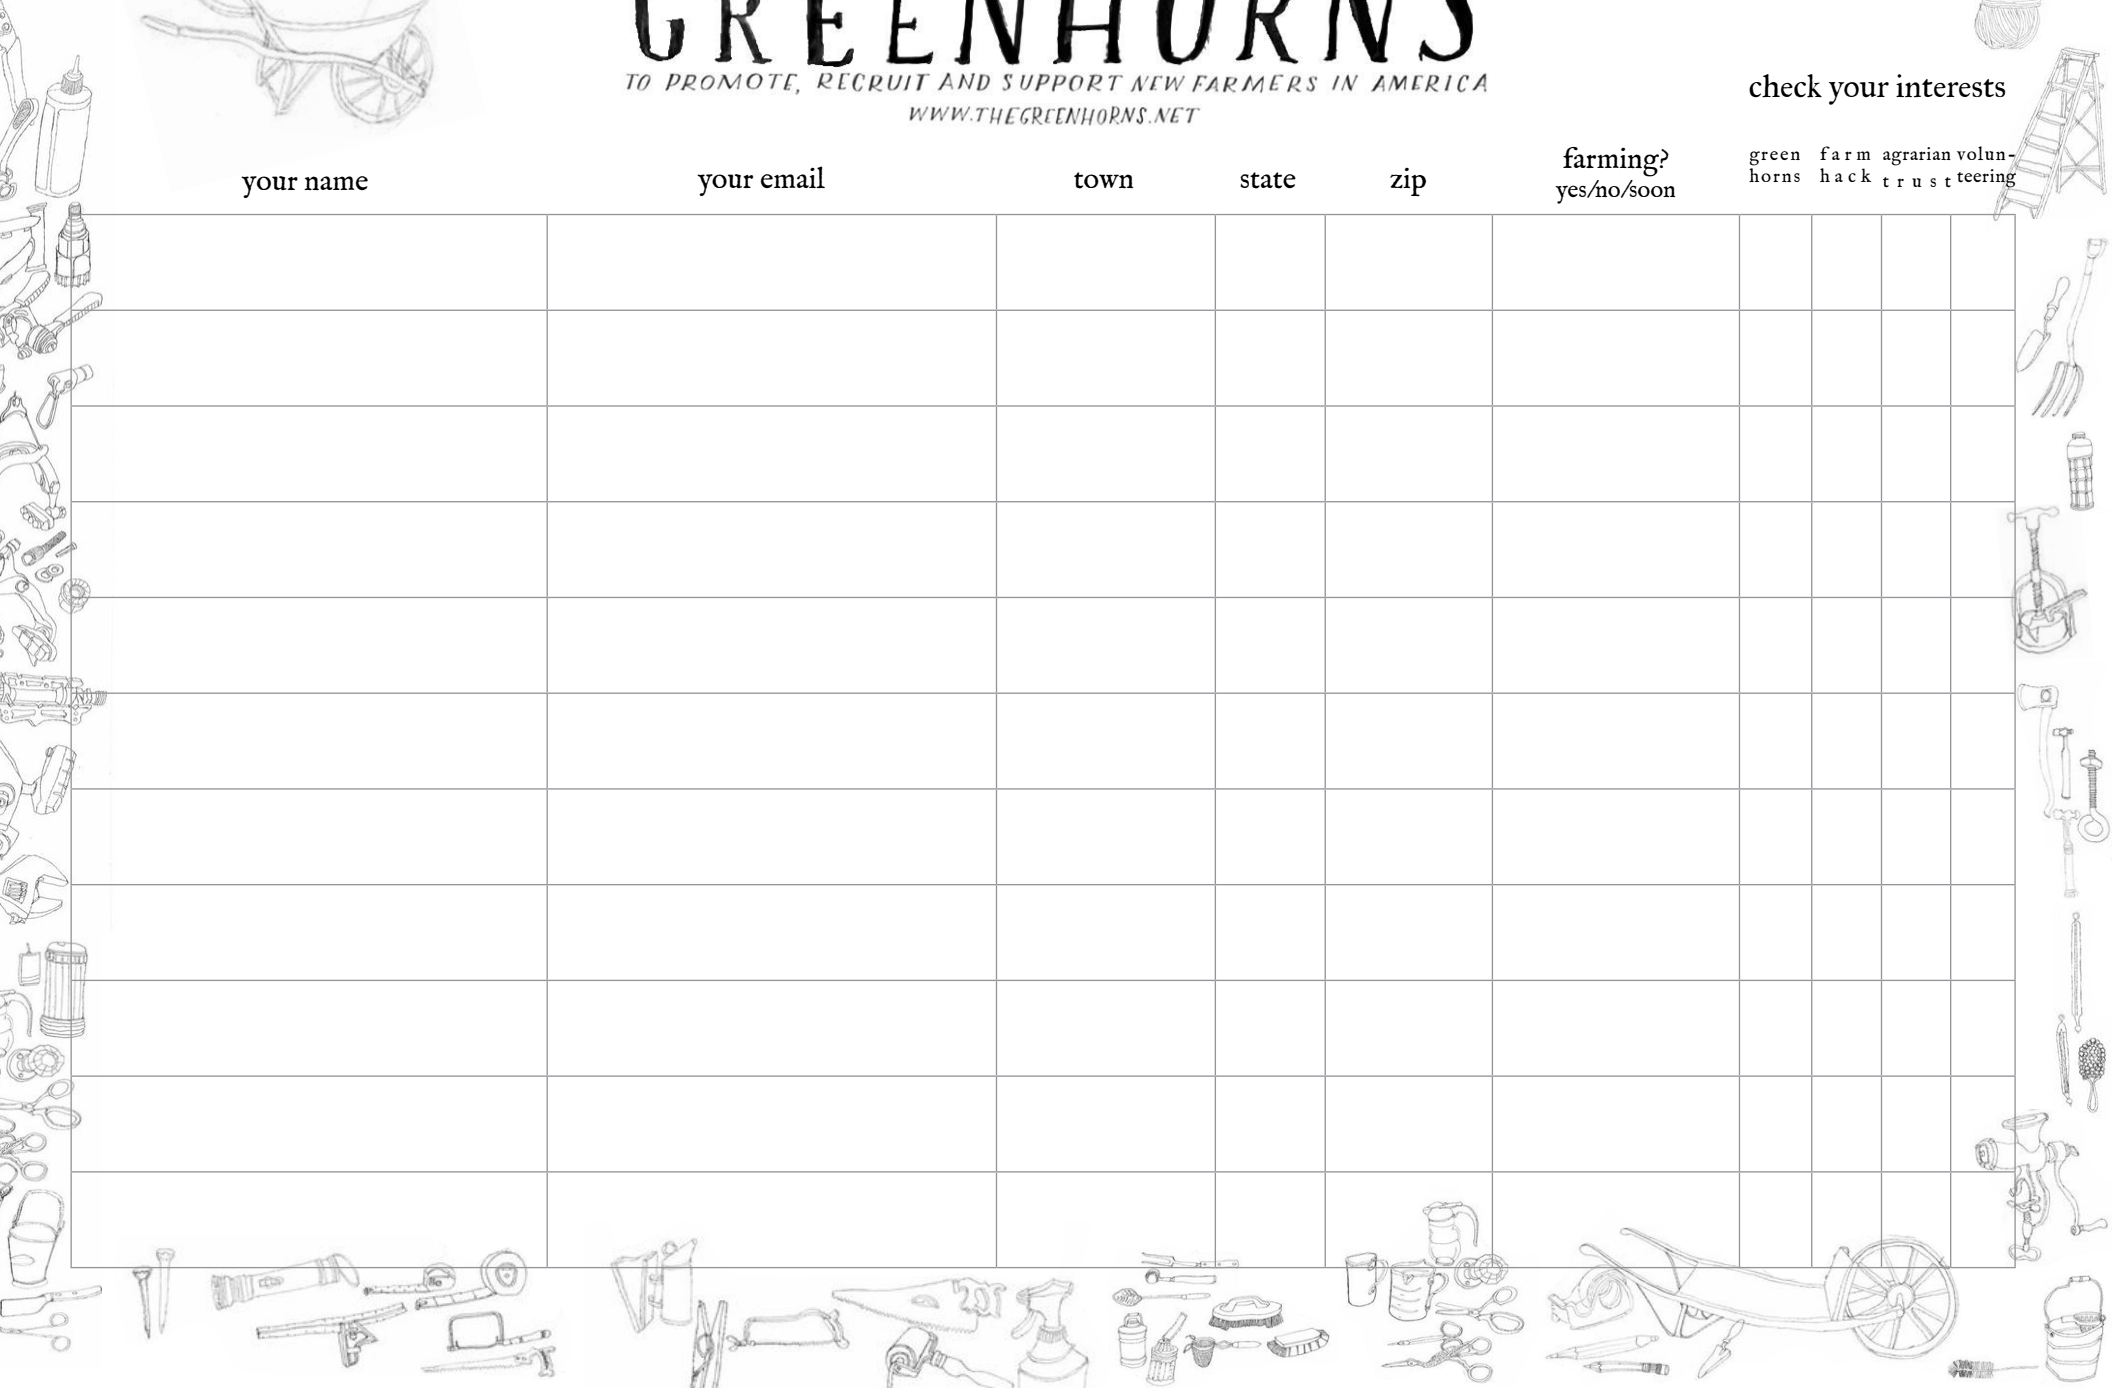 GREENHORNS
TO PROMOTE, RECRUIT AND SUPPORT NEW FARMERS IN AMERICA
WWW.THEGREENHORNS.NET
check your interests
your name
your email
town
state
zip
farming?
yes/no/soon
green
horns
farm
hack
agrarian
trust
volun-
teering